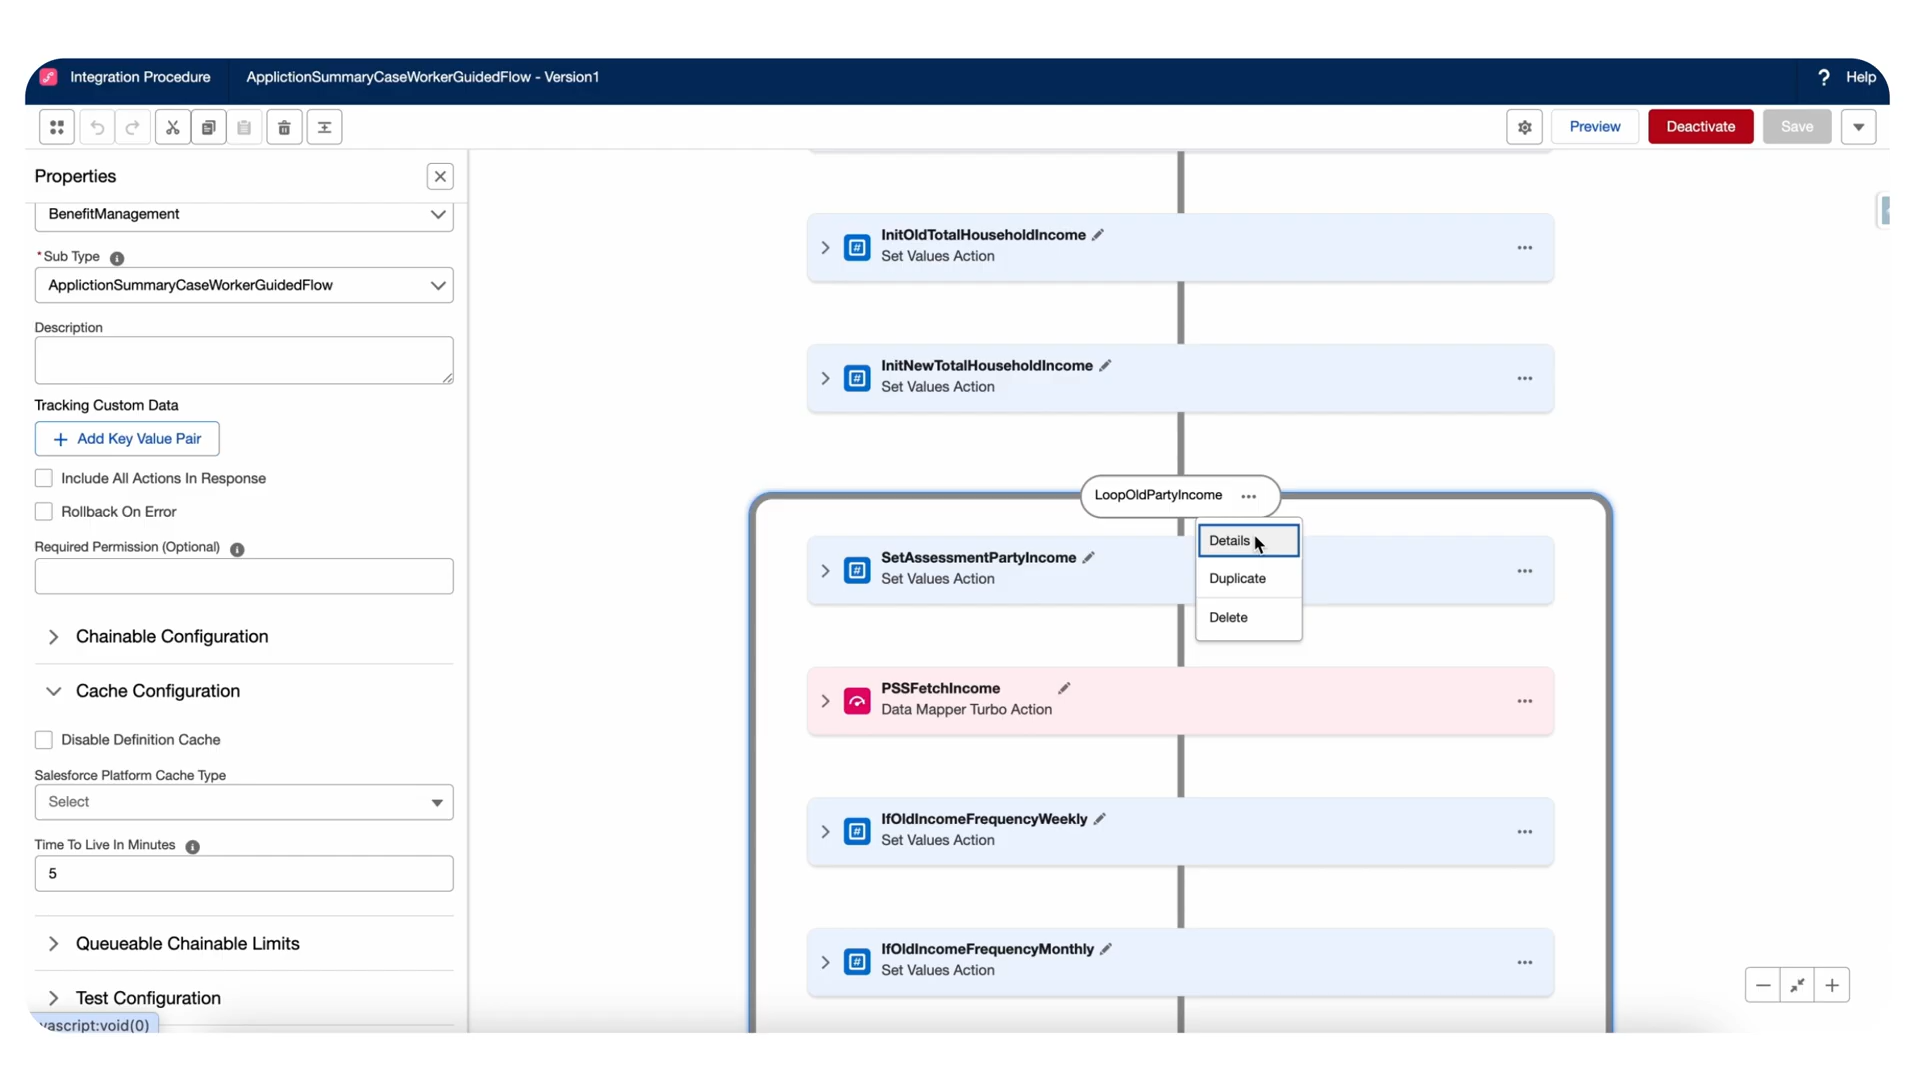 Integration Procedure
ApplictionSummaryCaseWorkerGuidedFlow - Version1
? Help
Preview
Deactivate
Save
Properties
BenefitManagement
*Sub Type
ApplictionSummaryCaseWorkerGuidedFlow
Description
Tracking Custom Data
+ Add Key Value Pair
Include All Actions In Response
Rollback On Error
Required Permission (Optional)
Chainable Configuration
Cache Configuration
Disable Definition Cache
Salesforce Platform Cache Type
Select
Time To Live In Minutes
5
Queueable Chainable Limits
Test Configuration
vascript:void(0)
InitOldTotalHouseholdIncome
Set Values Action
InitNewTotalHouseholdIncome
Set Values Action
LoopOldPartyIncome
Details
Duplicate
Delete
SetAssessmentPartyIncome
Set Values Action
PSSFetchIncome
Data Mapper Turbo Action
IfOldIncomeFrequencyWeekly
Set Values Action
IfOldIncomeFrequencyMonthly
Set Values Action